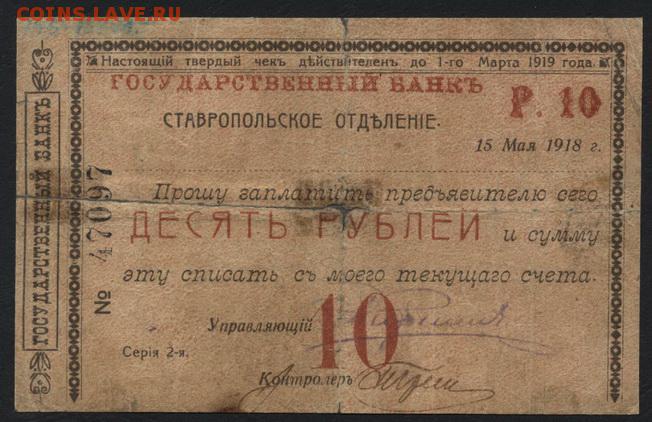 COINS.LAVE.RU
Настоящій твердый чекъ дѣйствителенъ до 1-го Марта 1919 года.
ГОСУДАРСТВЕННЫЙ БАНКЪ
Р. 10
СТАВРОПОЛЬСКОЕ ОТДѢЛЕНІЕ.
15 Мая 1918 г.
ГОСУДАРСТВЕННЫЙ БАНКЪ
№ 47097
Прошу заплатить предъявителю сего
ДЕСЯТЬ РУБЛЕЙ и сумму
эту списать съ моего текущаго счета.
Управляющій
10
Серія 2-я.
Контролеръ